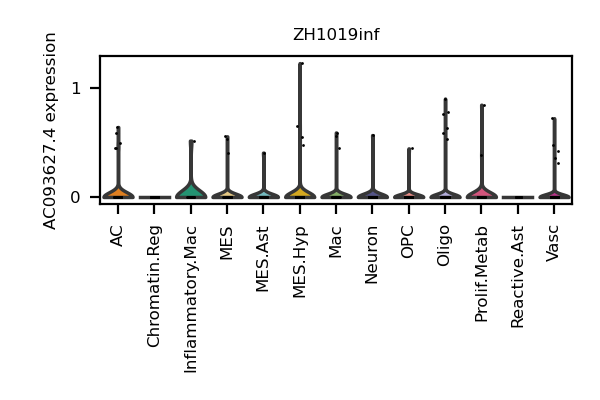 ZH1019inf
AC093627.4 expression
1
0
AC
Chromatin.Reg
Inflammatory.Mac
MES
MES.Ast
MES.Hyp
Mac
Neuron
OPC
Oligo
Prolif.Metab
Reactive.Ast
Vasc